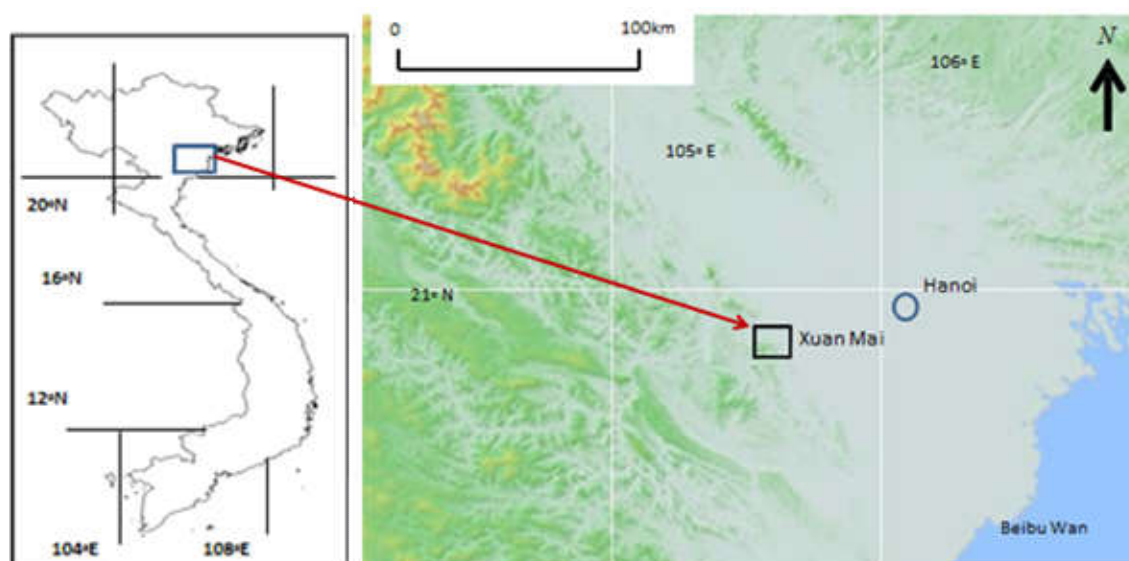 20ºN
16ºN
12ºN
104ºE
108ºE
0
100km
N
106º E
105º E
21º N
Hanoi
Xuan Mai
Beibu Wan